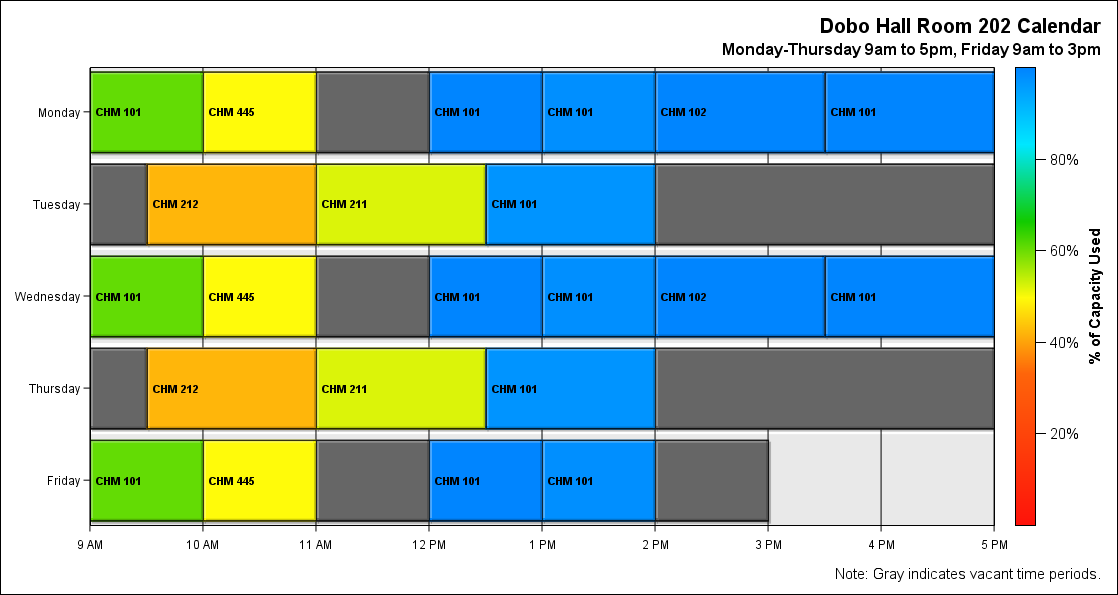 Dobo Hall Room 202 Calendar
Monday-Thursday 9am to 5pm, Friday 9am to 3pm
Monday CHM 101 CHM 445 CHM 101 CHM 101 CHM 102 CHM 101
Tuesday CHM 212 CHM 211 CHM 101
Wednesday CHM 101 CHM 445 CHM 101 CHM 101 CHM 102 CHM 101
Thursday CHM 212 CHM 211 CHM 101
Friday CHM 101 CHM 445 CHM 101 CHM 101
9 AM 10 AM 11 AM 12 PM 1 PM 2 PM 3 PM 4 PM 5 PM
80%
60%
40%
20%
% of Capacity Used
Note: Gray indicates vacant time periods.